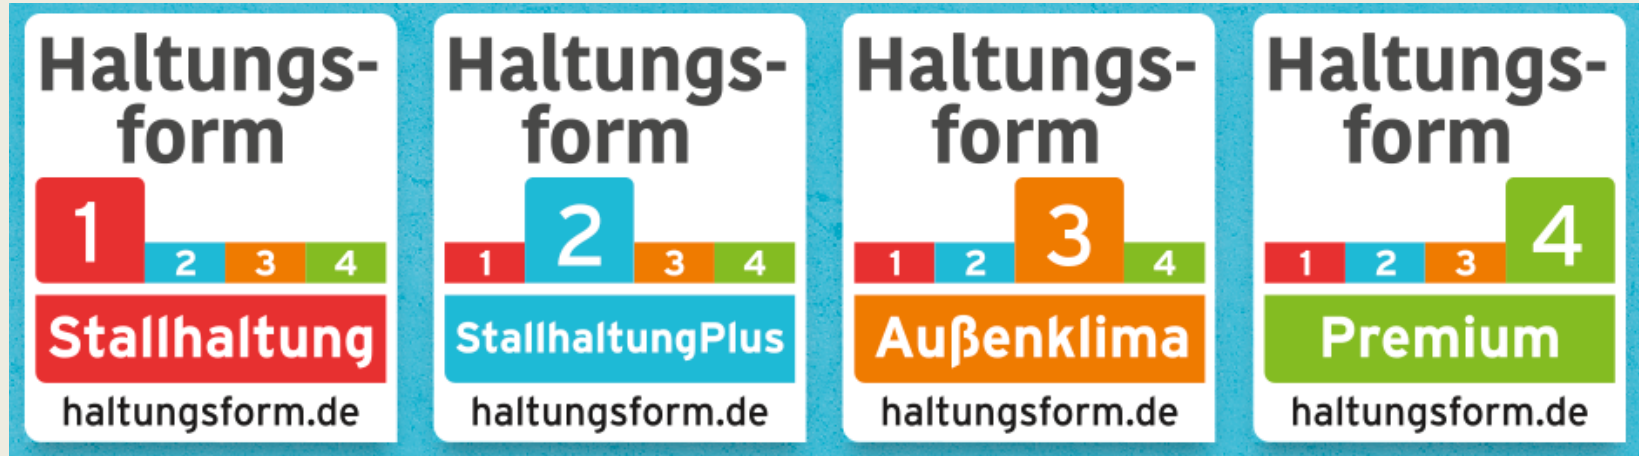 Haltungs-
form
1 2 3 4
Stallhaltung
haltungsform.de
Haltungs-
form
1 2 3 4
StallhaltungPlus
haltungsform.de
Haltungs-
form
1 2 3 4
Außenklima
haltungsform.de
Haltungs-
form
1 2 3 4
Premium
haltungsform.de